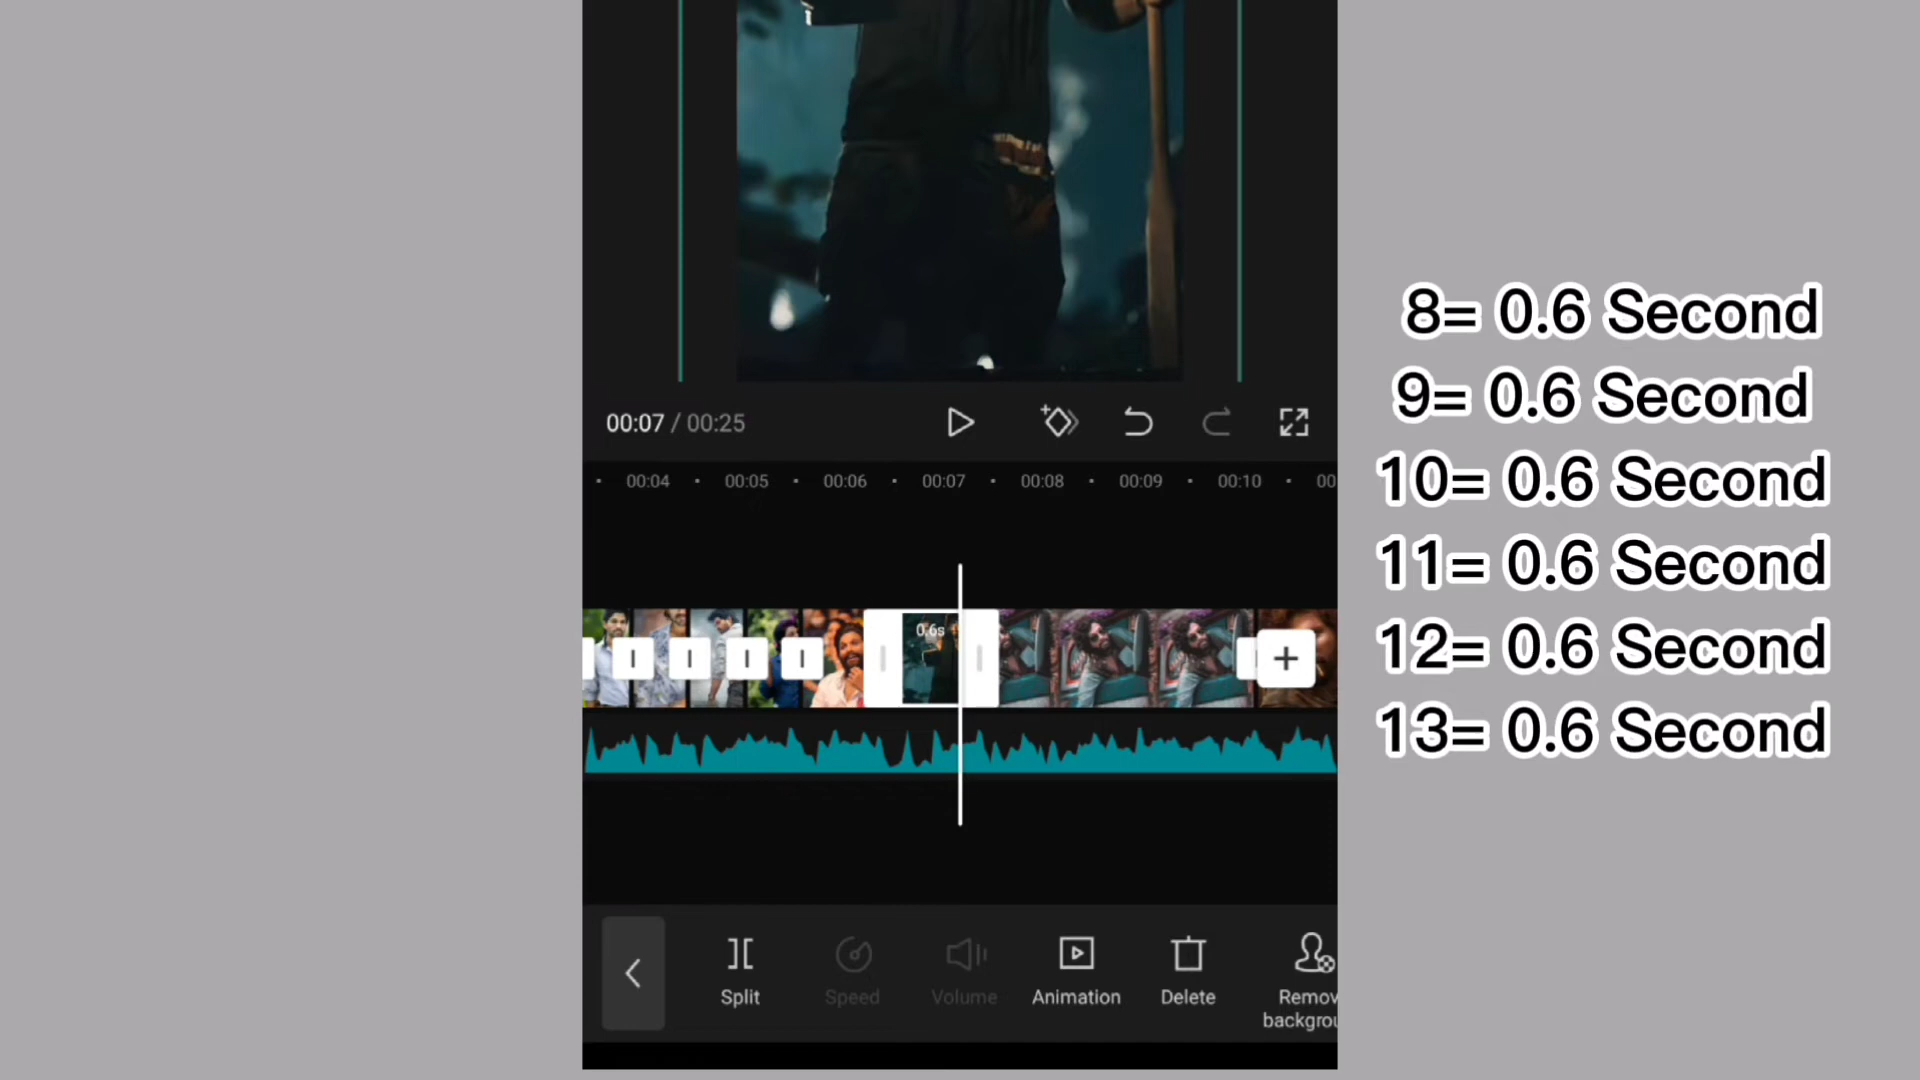 00:07 / 00:25
00:04 00:05 00:06 00:07 00:08 00:09 00:10 00
0.6s
Split Speed Volume Animation Delete Remov
backgrou
8= 0.6 Second
9= 0.6 Second
10= 0.6 Second
11= 0.6 Second
12= 0.6 Second
13= 0.6 Second